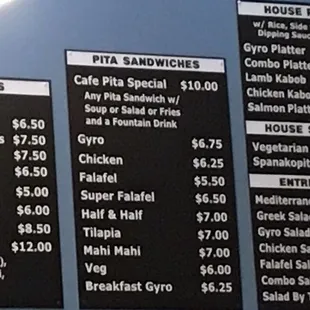 S
$6.50
s $7.50
$7.50
$6.50
$5.00
$6.00
$8.50
$12.00
),
PITA SANDWICHES
Cafe Pita Special $10.00
Any Pita Sandwich w/
Soup or Salad or Fries
and a Fountain Drink
Gyro $6.75
Chicken $6.25
Falafel $5.50
Super Falafel $6.50
Half & Half $7.00
Tilapia $7.00
Mahi Mahi $7.00
Veg $6.00
Breakfast Gyro $6.25
HOUSE
w/ Rice, Side
Dipping Sauc
Gyro Platter
Combo Platte
Lamb Kabob
Chicken Kabo
Salmon Platt
HOUSE S
Vegetarian
Spanakopit
ENTR
Mediterran
Greek Sala
Gyro Salad
Chicken Sa
Falafel Sal
Combo Sa
Salad By T